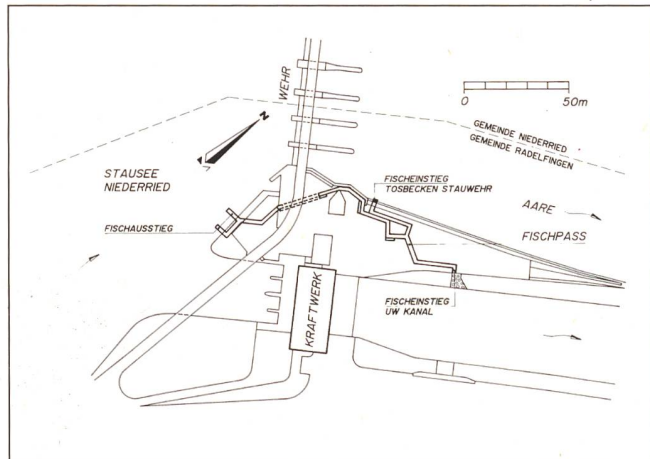 WEHR
0 50m
N
GEMEINDE NIEDERRIED
GEMEINDE RADELFINGEN
STAUSEE
NIEDERRIED
FISCHEINSTIEG
TOSBECKEN STAUWEHR
AARE
FISCHAUSSTIEG
FISCHPASS
KRAFTWERK
FISCHEINSTIEG
UW KANAL